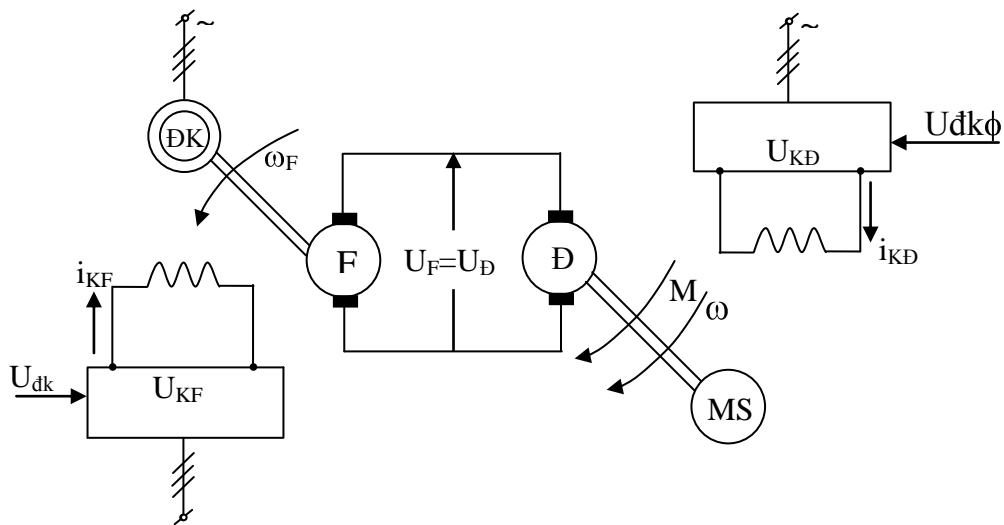 ~
~
ĐK
ω_F
U_KĐ
Uđkϕ
F
U_F=U_Đ
Đ
i_KĐ
i_KF
M
ω
U_đk
U_KF
MS